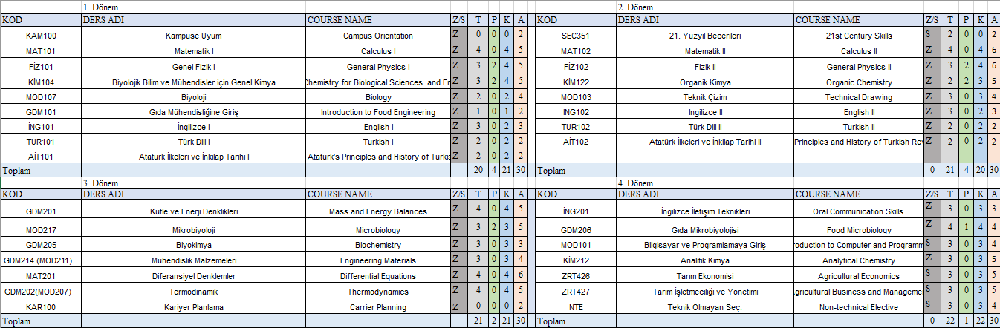 1. Dönem
KOD DERS ADI COURSE NAME Z/S T P K A
KAM100 Kampüse Uyum Campus Orientation Z 0 0 0 2
MAT101 Matematik I Calculus I Z 4 0 4 5
FİZ101 Genel Fizik I General Physics I Z 3 2 4 5
KİM104 Biyolojik Bilim ve Mühendisler için Genel Kimya Chemistry for Biological Sciences and En Z 3 2 4 5
MOD107 Biyoloji Biology Z 2 0 2 4
GDM101 Gıda Mühendisliğine Giriş Introduction to Food Engineering Z 1 0 1 2
İNG101 İngilizce I English I Z 3 0 2 3
TUR101 Türk Dili I Turkish I Z 2 0 2 2
AİT101 Atatürk İlkeleri ve İnkilap Tarihi I Atatürk's Principles and History of Turkis Z 2 0 2 2
Toplam 20 4 21 30
2. Dönem
KOD DERS ADI COURSE NAME Z/S T P K A
SEC351 21. Yüzyıl Becerileri 21st Century Skills S 2 0 0 2
MAT102 Matematik II Calculus II Z 4 0 4 6
FİZ102 Fizik II General Physics II Z 3 2 4 6
KİM122 Organik Kimya Organic Chemistry Z 2 2 3 5
MOD103 Teknik Çizim Technical Drawing Z 3 0 3 4
İNG102 İngilizce II English II Z 3 0 2 3
TUR102 Türk Dili II Turkish II Z 2 0 2 2
AİT102 Atatürk İlkeleri ve İnkilap Tarihi II Principles and History of Turkish Rev Z 2 0 2 2
Toplam 0 21 4 20 30
3. Dönem
KOD DERS ADI COURSE NAME Z/S T P K A
GDM201 Kütle ve Enerji Denklikleri Mass and Energy Balances Z 4 0 4 5
MOD217 Mikrobiyoloji Microbiology Z 3 2 3 5
GDM205 Biyokimya Biochemistry Z 3 0 3 3
GDM214 (MOD211) Mühendislik Malzemeleri Engineering Materials Z 3 0 3 4
MAT201 Diferansiyel Denklemler Differential Equations Z 4 0 4 6
GDM202(MOD207) Termodinamik Thermodynamics Z 4 0 4 5
KAR100 Kariyer Planlama Carrier Planning Z 0 0 0 2
Toplam 21 2 21 30
4. Dönem
KOD DERS ADI COURSE NAME Z/S T P K A
İNG201 İngilizce İletişim Teknikleri Oral Communication Skills. Z 3 0 3 3
GDM206 Gıda Mikrobiyolojisi Food Microbiology Z 4 1 4 4
MOD101 Bilgisayar ve Programlamaya Giriş roduction to Computer and Programm S 3 0 3 4
KİM212 Analitik Kimya Analytical Chemistry Z 3 0 3 5
ZRT426 Tarım Ekonomisi Agricultural Economics S 3 0 3 5
ZRT427 Tarım İşletmeciliği ve Yönetimi gricultural Business and Managemen S 3 0 3 5
NTE Teknik Olmayan Seç. Non-technical Elective S 3 0 3 4
Toplam 0 22 1 22 30